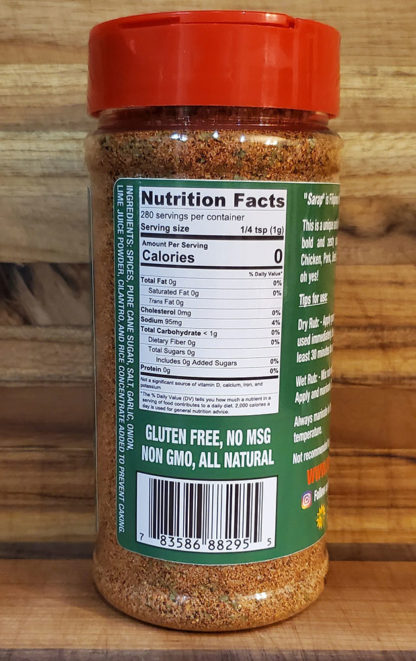 INGREDIENTS: SPICES, PURE CANE SUGAR, SALT, GARLIC, ONION,
LIME JUICE POWDER, CILANTRO, AND RICE CONCENTRATE ADDED TO PREVENT CAKING.
Nutrition Facts
280 servings per container
Serving size 1/4 tsp (1g)
Amount Per Serving
Calories 0
% Daily Value*
Total Fat 0g 0%
Saturated Fat 0g 0%
Trans Fat 0g
Cholesterol 0mg 0%
Sodium 95mg 4%
Total Carbohydrate < 1g 0%
Dietary Fiber 0g 0%
Total Sugars 0g
Includes 0g Added Sugars 0%
Protein 0g 0%
Not a significant source of vitamin D, calcium, iron, and
potassium
*The % Daily Value (DV) tells you how much a nutrient in a
serving of food contributes to a daily diet. 2,000 calories a
day is used for general nutrition advice.
GLUTEN FREE, NO MSG
NON GMO, ALL NATURAL
7 83586 88295 5
"Sarap" is
This is a unique
bold and zesty
Chicken, Pork,
oh yes!
Tips for use:
Dry Rub: - Apply
used immediately
least 30 minutes
Wet Rub: -
Apply and
Always
temperature.
Not